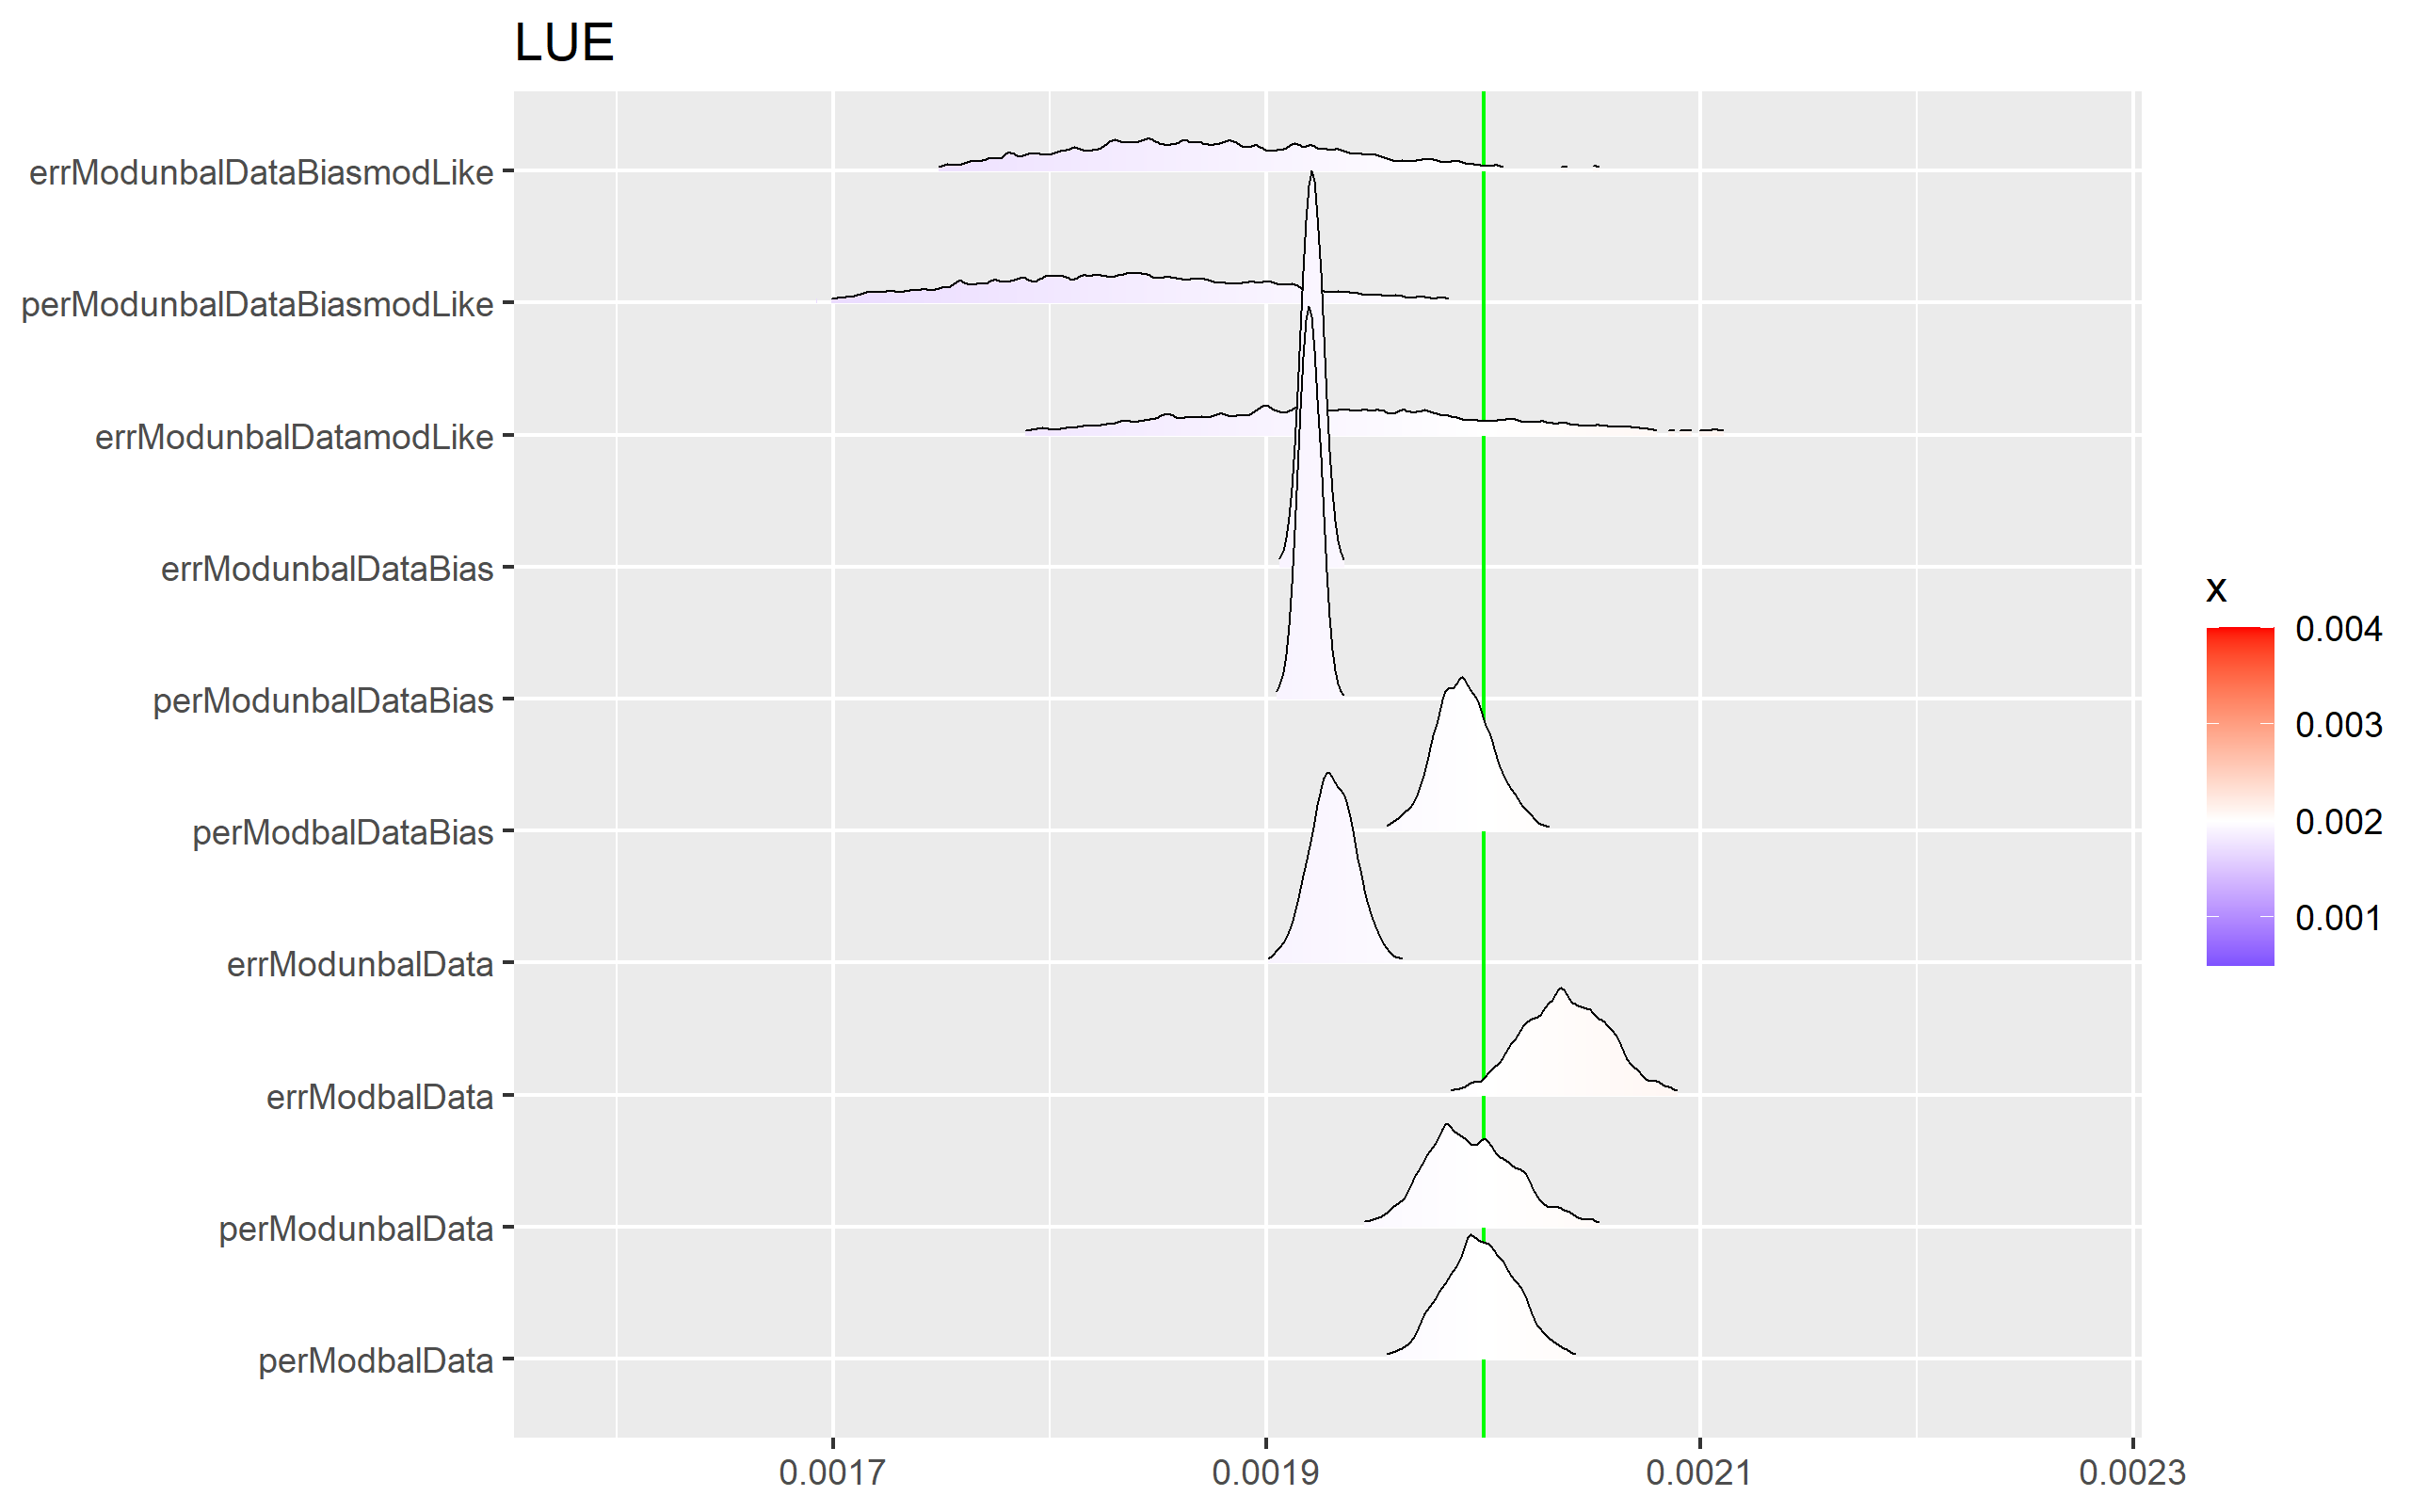 LUE
errModunbalDataBiasmodLike
perModunbalDataBiasmodLike
errModunbalDatamodLike
errModunbalDataBias
perModunbalDataBias
perModbalDataBias
errModunbalData
errModbalData
perModunbalData
perModbalData
0.0017
0.0019
0.0021
0.0023
x
0.004
0.003
0.002
0.001